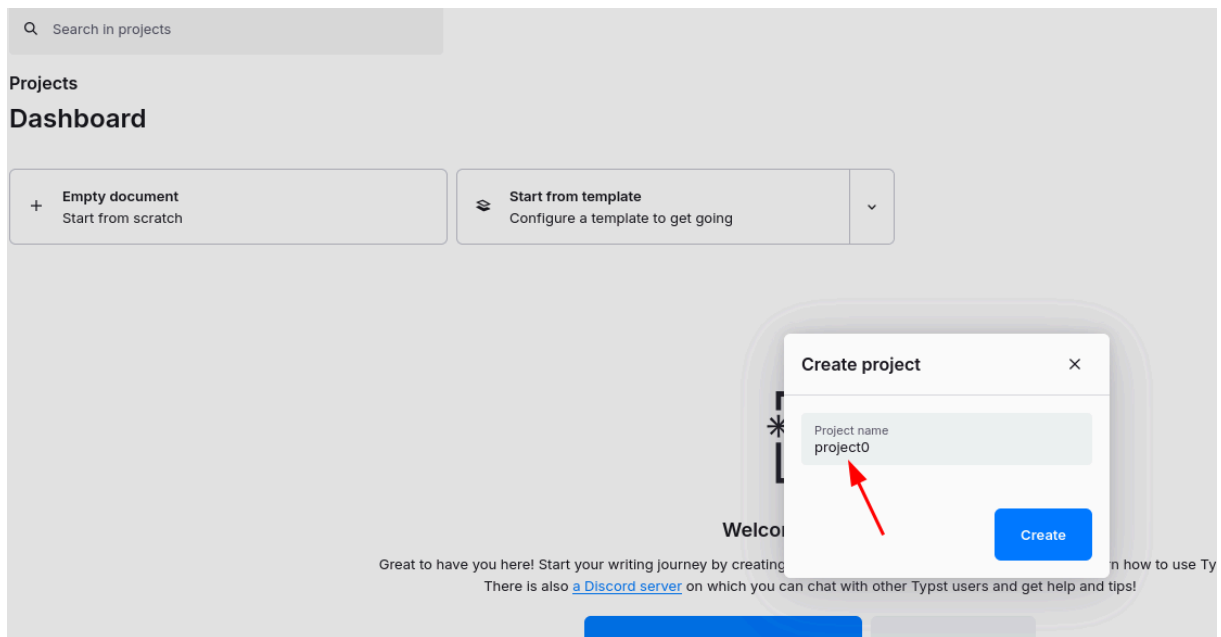 Search in projects
Projects
Dashboard
Empty document
Start from scratch
Start from template
Configure a template to get going
Create project
Project name
project0
Create
Great to have you here! Start your writing journey by creating
how to use
There is also a Discord server on which you can chat with other Typst users and get help and tips!